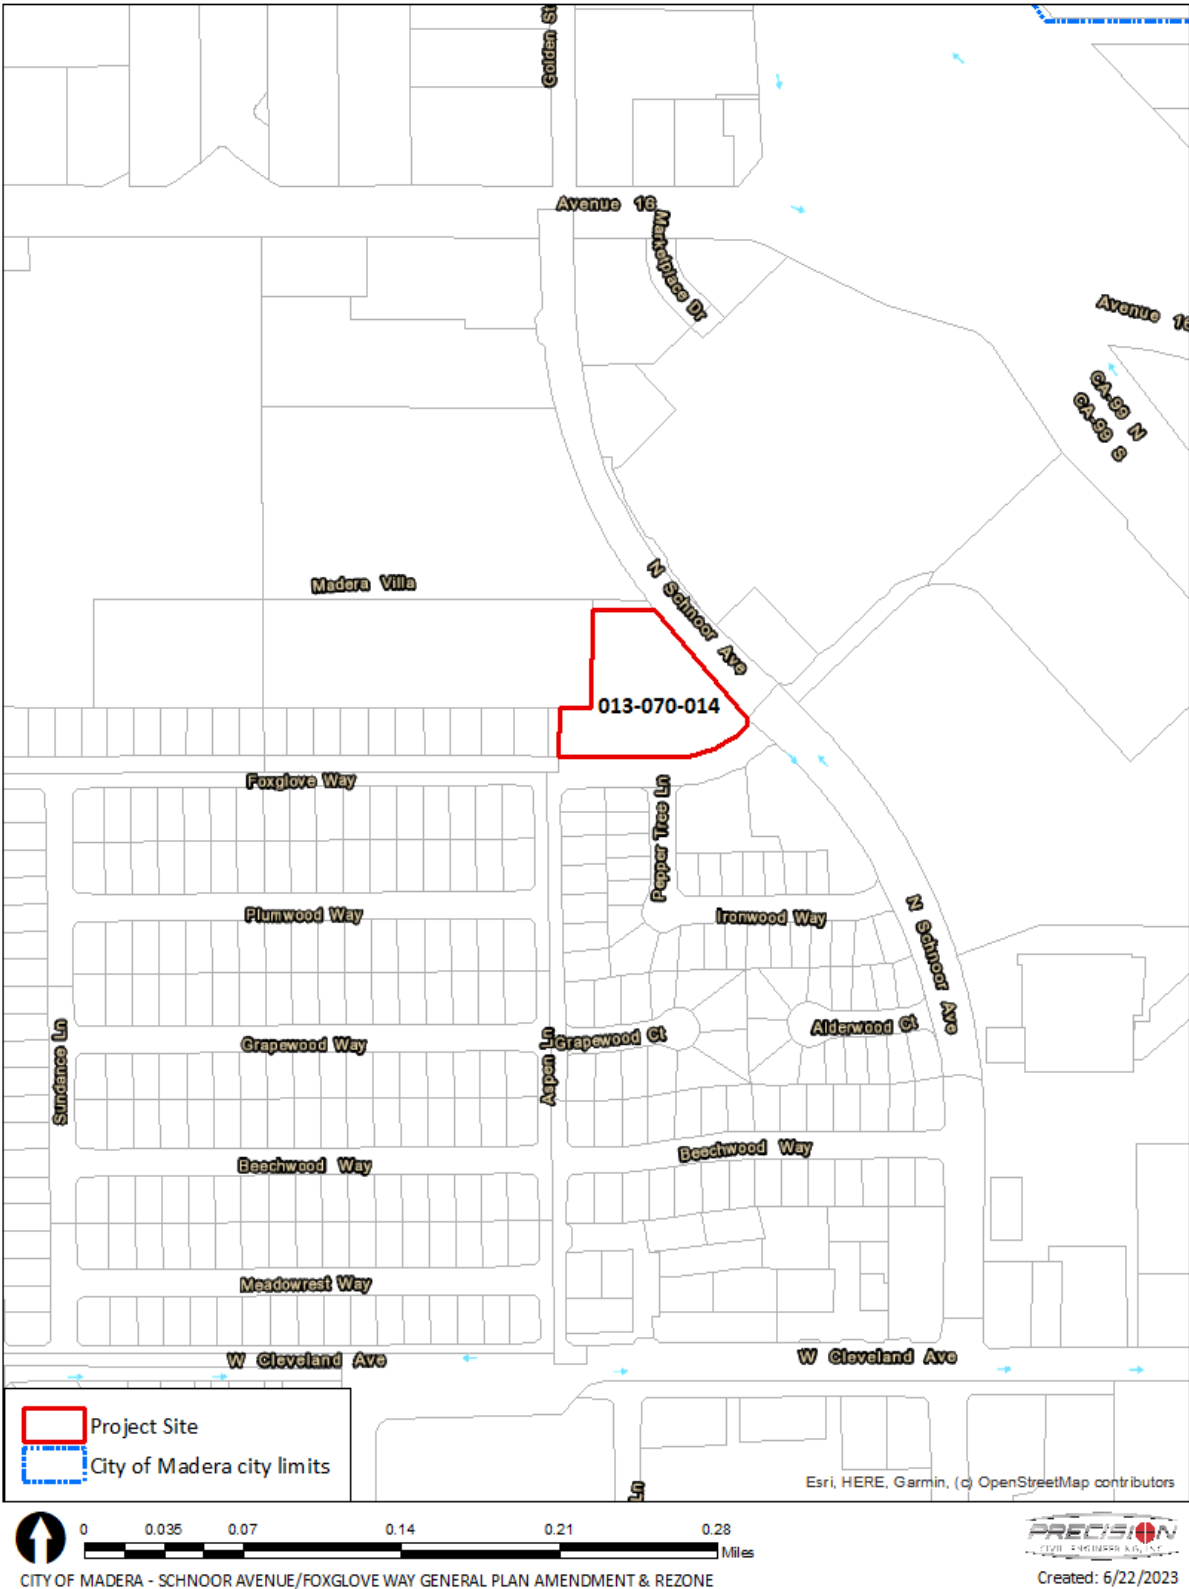 Golden St
Avenue 16
Marketplace Dr
Avenue 16
CA-99 N
CA-99 S
Madera Villa
N Schnoor Ave
013-070-014
Foxglove Way
Pepper Tree Ln
Plumwood Way
Ironwood Way
N Schnoor Ave
Sundance Ln
Grapewood Way
Aspen Ln
Grapewood Ct
Alderwood Ct
Beechwood Way
Beechwood Way
Meadowrest Way
W Cleveland Ave
W Cleveland Ave
Project Site
City of Madera city limits
Ln
Esri, HERE, Garmin, (c) OpenStreetMap contributors
0 0.035 0.07 0.14 0.21 0.28
Miles
PRECISION
CIVIL ENGINEERING, INC.
CITY OF MADERA - SCHNOOR AVENUE/FOXGLOVE WAY GENERAL PLAN AMENDMENT & REZONE
Created: 6/22/2023